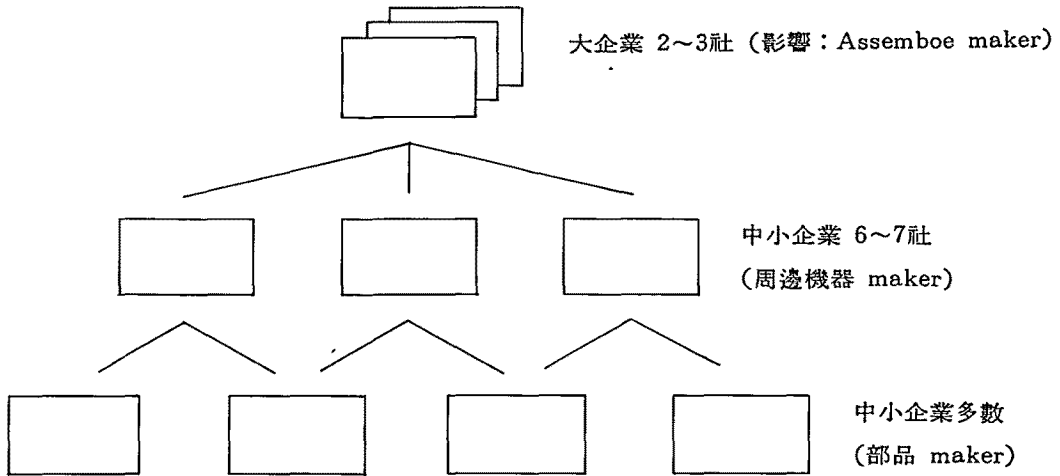 大企業 2~3社 (影響 : Assemboe maker)
中小企業 6~7社
(周邊機器 maker)
中小企業多數
(部品 maker)